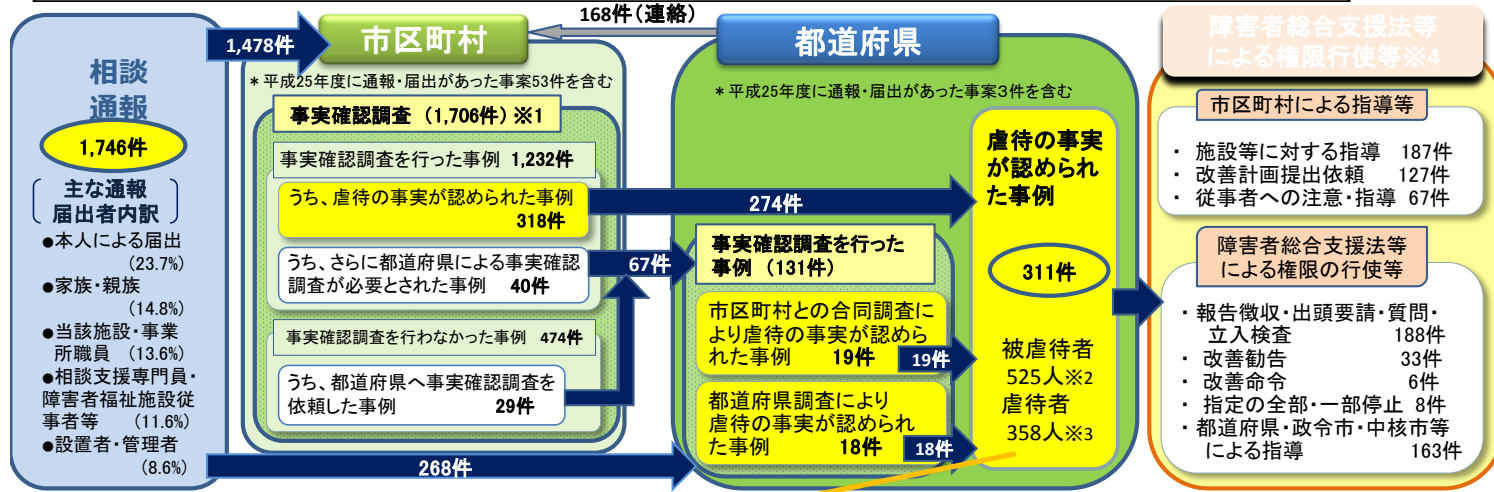 168件(連絡)
1,478件
市区町村
都道府県
障害者総合支援法等
による権限行使等※4
相談
通報
1,746件
主な通報
届出者内訳
●本人による届出
(23.7%)
●家族・親族
(14.8%)
●当該施設・事業
所職員 (13.6%)
●相談支援専門員・
障害者福祉施設従
事者等 (11.6%)
●設置者・管理者
(8.6%)
*平成25年度に通報・届出があった事案53件を含む
事実確認調査 (1,706件) ※1
事実確認調査を行った事例 1,232件
うち、虐待の事実が認められた事例
318件
うち、さらに都道府県による事実確認
調査が必要とされた事例 40件
事実確認調査を行わなかった事例 474件
うち、都道府県へ事実確認調査を
依頼した事例 29件
274件
67件
268件
*平成25年度に通報・届出があった事案3件を含む
事実確認調査を行った
事例 (131件)
市区町村との合同調査に
より虐待の事実が認めら
れた事例 19件
19件
都道府県調査により
虐待の事実が認められ
た事例 18件
18件
虐待の事実
が認められ
た事例
311件
被虐待者
525人※2
虐待者
358人※3
市区町村による指導等
・ 施設等に対する指導 187件
・ 改善計画提出依頼 127件
・ 従事者への注意・指導 67件
障害者総合支援法等
による権限の行使等
・ 報告徴収・出頭要請・質問・
立入検査 188件
・ 改善勧告 33件
・ 改善命令 6件
・ 指定の全部・一部停止 8件
・ 都道府県・政令市・中核市等
による指導 163件